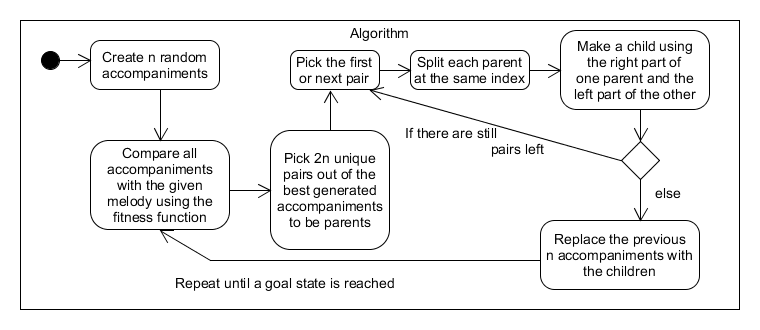 Algorithm
Create n random
accompaniments
Pick the first
or next pair
Split each parent
at the same index
Make a child using
the right part of
one parent and the
left part of the other
If there are still
pairs left
Compare all
accompaniments
with the given
melody using the
fitness function
Pick 2n unique
pairs out of the
best generated
accompaniments
to be parents
else
Replace the previous
n accompaniments with
the children
Repeat until a goal state is reached